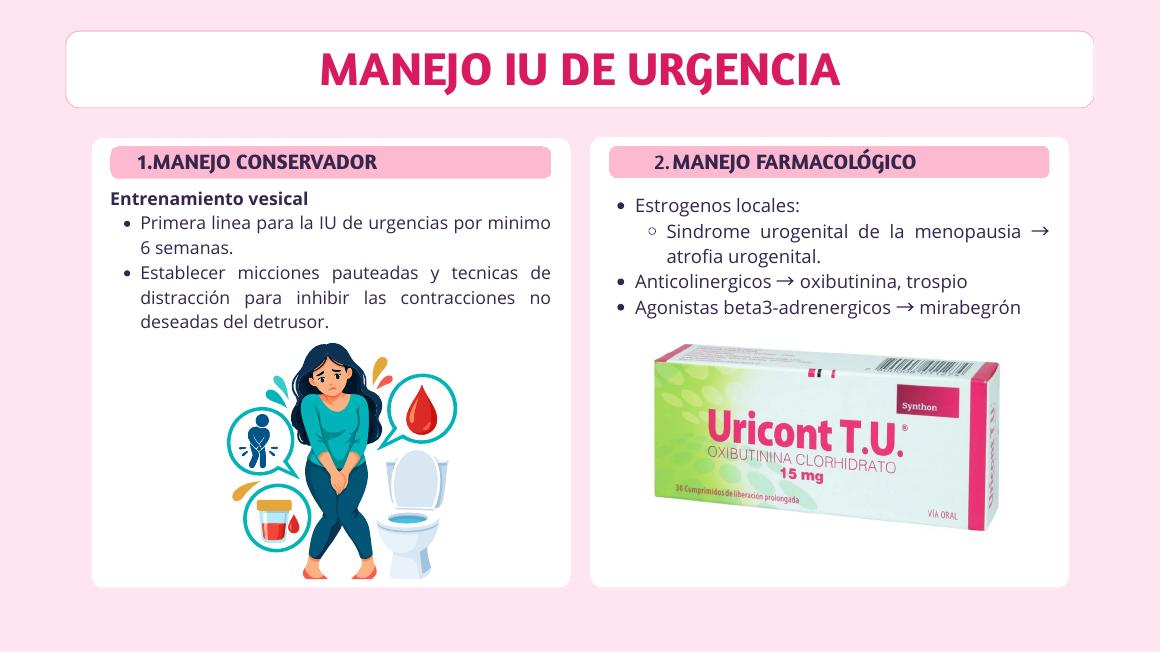 MANEJO IU DE URGENCIA
1.MANEJO CONSERVADOR
Entrenamiento vesical
• Primera linea para la IU de urgencias por minimo
6 semanas.
• Establecer micciones pauteadas y tecnicas de
distracción para inhibir las contracciones no
deseadas del detrusor.
2. MANEJO FARMACOLÓGICO
• Estrogenos locales:
○ Sindrome urogenital de la menopausia →
atrofia urogenital.
• Anticolinergicos → oxibutinina, trospio
• Agonistas beta3-adrenergicos → mirabegrón
Synthon
Uricont T.U.®
OXIBUTININA CLORHIDRATO
15 mg
30 Comprimidos de liberación prolongada
VÍA ORAL
Uricont T.U.